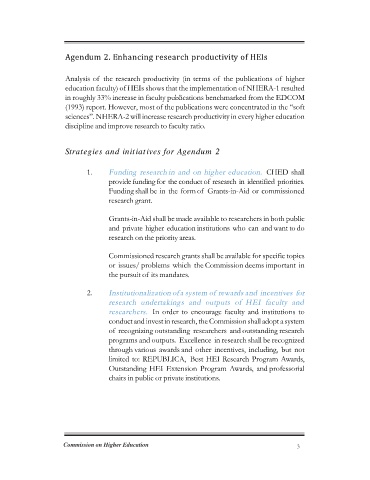 Agendum 2. Enhancing research productivity of HEIs
Analysis of the research productivity (in terms of the publications of higher
education faculty) of HEIs shows that the implementation of NHERA-1 resulted
in roughly 33% increase in faculty publications benchmarked from the EDCOM
(1993) report. However, most of the publications were concentrated in the "soft
sciences". NHERA-2 will increase research productivity in every higher education
discipline and improve research to faculty ratio.
Strategies and initiatives for Agendum 2
1. Funding research in and on higher education. CHED shall
provide funding for the conduct of research in identified priorities.
Funding shall be in the form of Grants-in-Aid or commissioned
research grant.
Grants-in-Aid shall be made available to researchers in both public
and private higher education institutions who can and want to do
research on the priority areas.
Commissioned research grants shall be available for specific topics
or issues/ problems which the Commission deems important in
the pursuit of its mandates.
2. Institutionalization of a system of rewards and incentives for
research undertakings and outputs of HEI faculty and
researchers. In order to encourage faculty and institutions to
conduct and invest in research, the Commission shall adopt a system
of recognizing outstanding researchers and outstanding research
programs and outputs. Excellence in research shall be recognized
through various awards and other incentives, including, but not
limited to: REPUBLICA, Best HEI Research Program Awards,
Outstanding HEI Extension Program Awards, and professorial
chairs in public or private institutions.
Commission on Higher Education 5